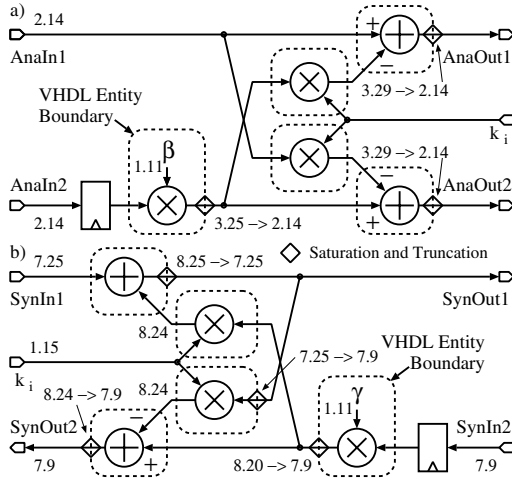 a)
2.14
AnaIn1
+
−
AnaOut1
3.29 −> 2.14
VHDL Entity
Boundary
β
1.11
k i
3.29 −> 2.14
AnaIn2
2.14
3.25 −> 2.14
−
+
AnaOut2
b)
7.25
SynIn1
8.25 −> 7.25
Saturation and Truncation
SynOut1
8.24
1.15
k i
7.25 −> 7.9
VHDL Entity
Boundary
8.24 −> 7.9
8.24
γ
1.11
SynOut2
7.9
−
+
8.20 −> 7.9
SynIn2
7.9